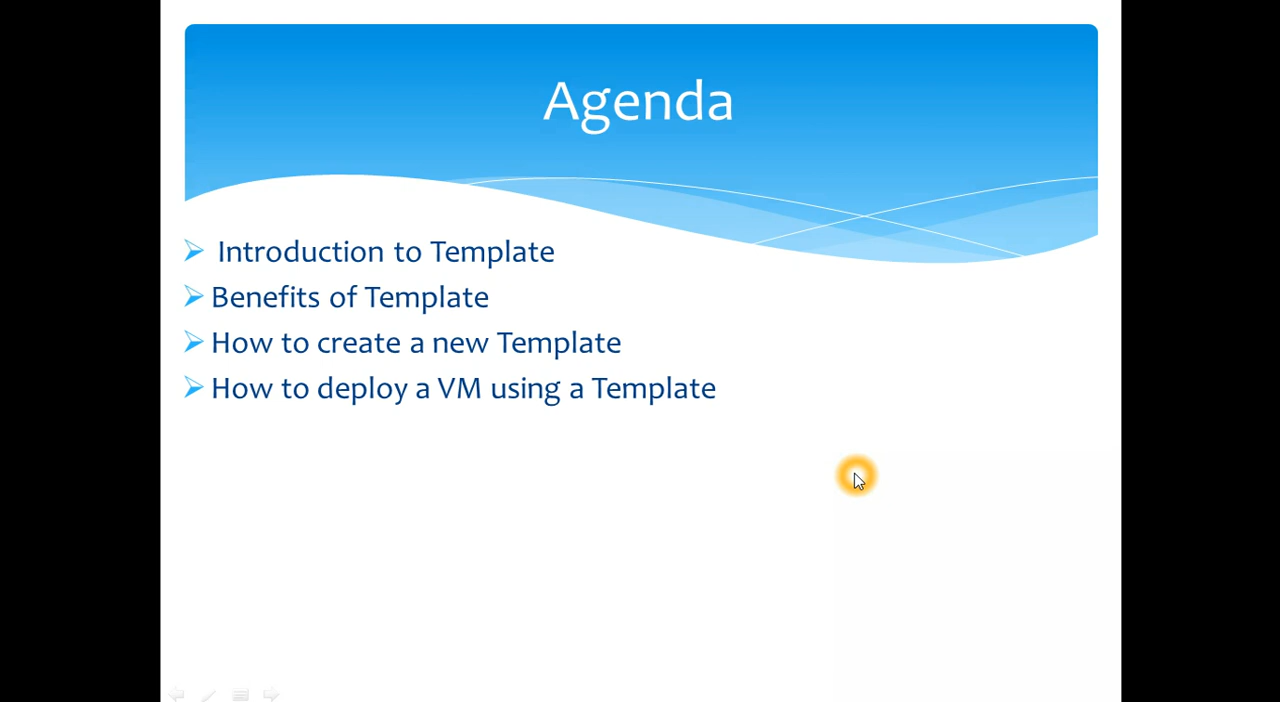 Agenda
Introduction to Template
Benefits of Template
How to create a new Template
How to deploy a VM using a Template